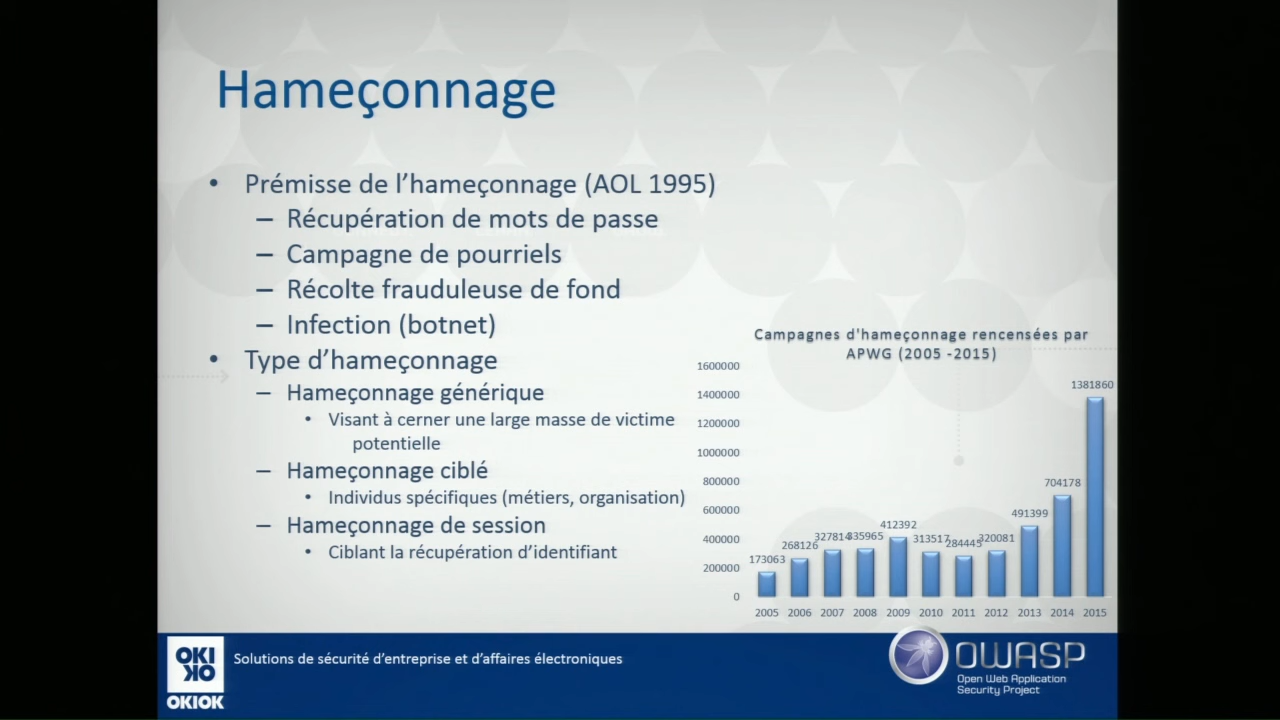 Hameçonnage
• Prémisse de l’hameçonnage (AOL 1995)
– Récupération de mots de passe
– Campagne de pourriels
– Récolte frauduleuse de fond
– Infection (botnet)
• Type d’hameçonnage
– Hameçonnage générique
• Visant à cerner une large masse de victime
potentielle
– Hameçonnage ciblé
• Individus spécifiques (métiers, organisation)
– Hameçonnage de session
• Ciblant la récupération d’identifiant
Campagnes d'hameçonnage rencensées par
APWG (2005 -2015)
1600000
1400000
1200000
1000000
800000
600000
400000
200000
0
173063
268126
327814
335965
412392
313517
284445
320081
491399
704178
1381860
2005 2006 2007 2008 2009 2010 2011 2012 2013 2014 2015
OKI
OK
OKIOK
Solutions de sécurité d’entreprise et d’affaires électroniques
OWASP
Open Web Application
Security Project